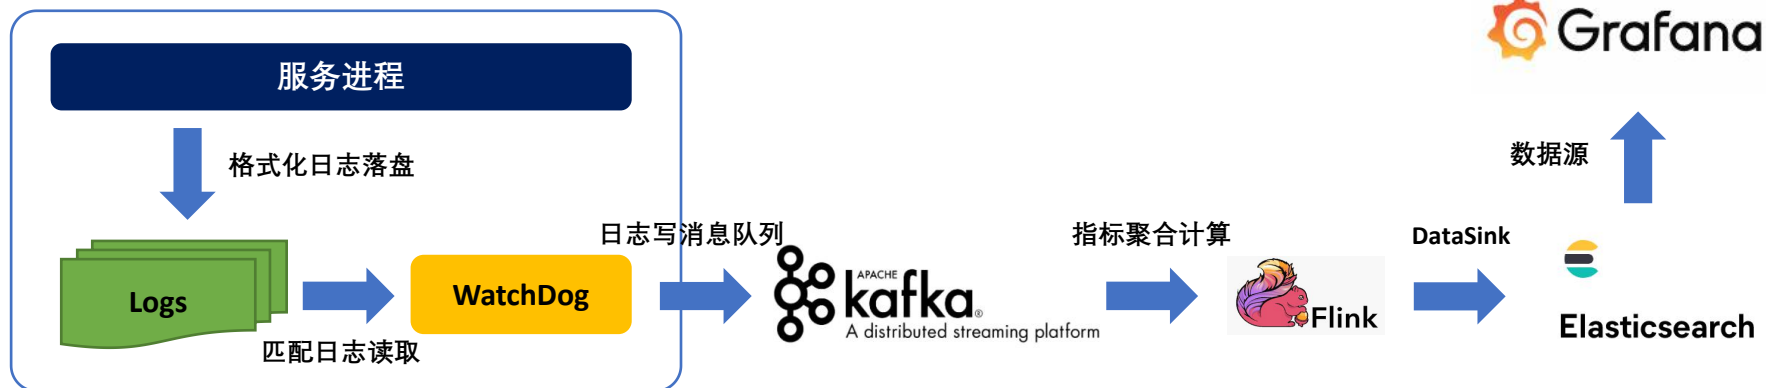 服务进程
格式化日志落盘
Logs
匹配日志读取
WatchDog
日志写消息队列
APACHE
kafka®
A distributed streaming platform
指标聚合计算
Flink
DataSink
Elasticsearch
数据源
Grafana